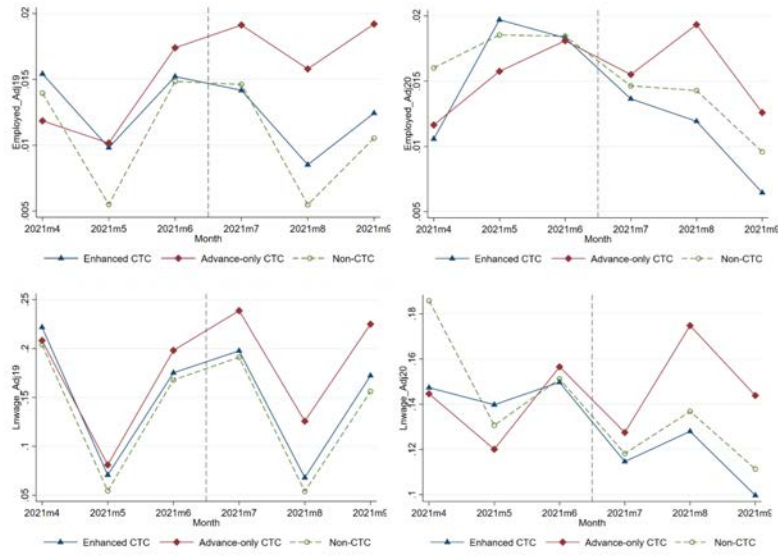 Employed_Adj19
.02
.015
.01
.005
2021m4 2021m5 2021m6 2021m7 2021m8 2021m9
Month
Enhanced CTC Advance-only CTC Non-CTC
Employed_Adj20
.02
.015
.01
.005
2021m4 2021m5 2021m6 2021m7 2021m8 2021m9
Month
Enhanced CTC Advance-only CTC Non-CTC
Lnwage_Adj19
.25
.2
.15
.1
.05
2021m4 2021m5 2021m6 2021m7 2021m8 2021m9
Month
Enhanced CTC Advance-only CTC Non-CTC
Lnwage_Adj20
.18
.16
.14
.12
.1
2021m4 2021m5 2021m6 2021m7 2021m8 2021m9
Month
Enhanced CTC Advance-only CTC Non-CTC